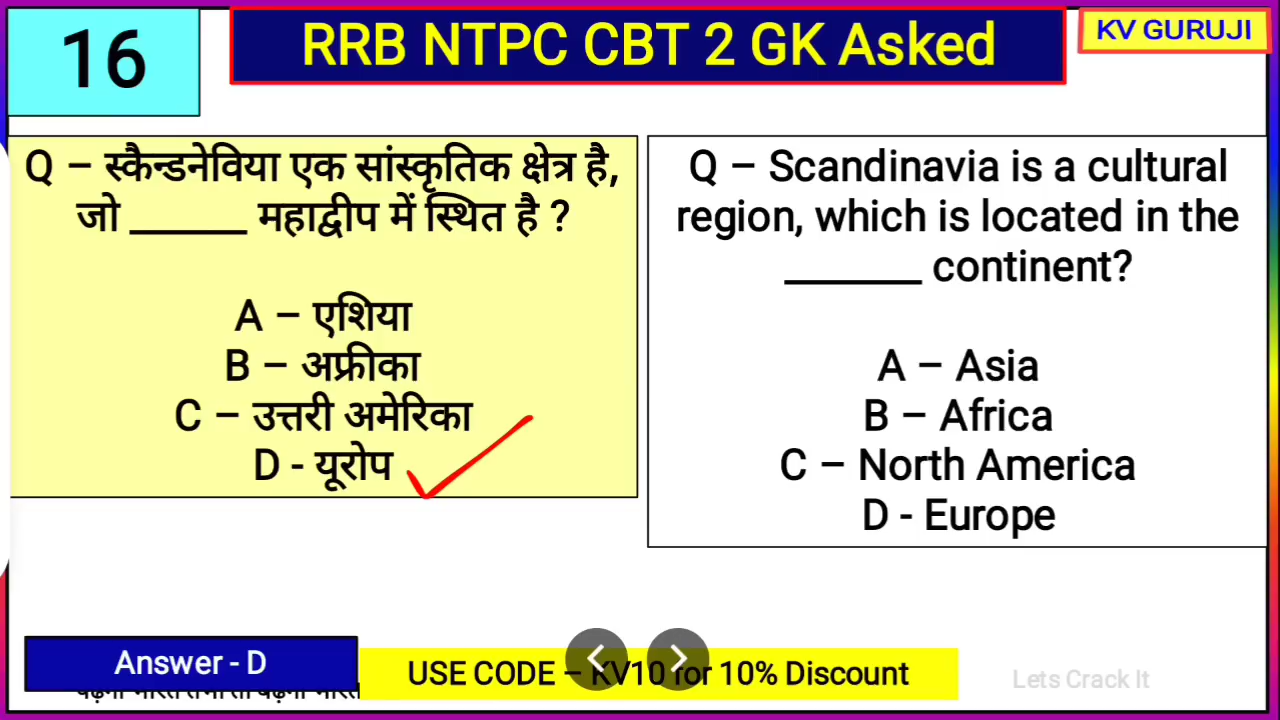 16
RRB NTPC CBT 2 GK Asked
KV GURUJI
Q – स्कैन्डनेविया एक सांस्कृतिक क्षेत्र है,
जो ______ महाद्वीप में स्थित है ?
A – एशिया
B – अफ्रीका
C – उत्तरी अमेरिका
D - यूरोप
Q – Scandinavia is a cultural
region, which is located in the
_______ continent?
A – Asia
B – Africa
C – North America
D - Europe
Answer - D
USE CODE – KV10 for 10% Discount
Lets Crack It